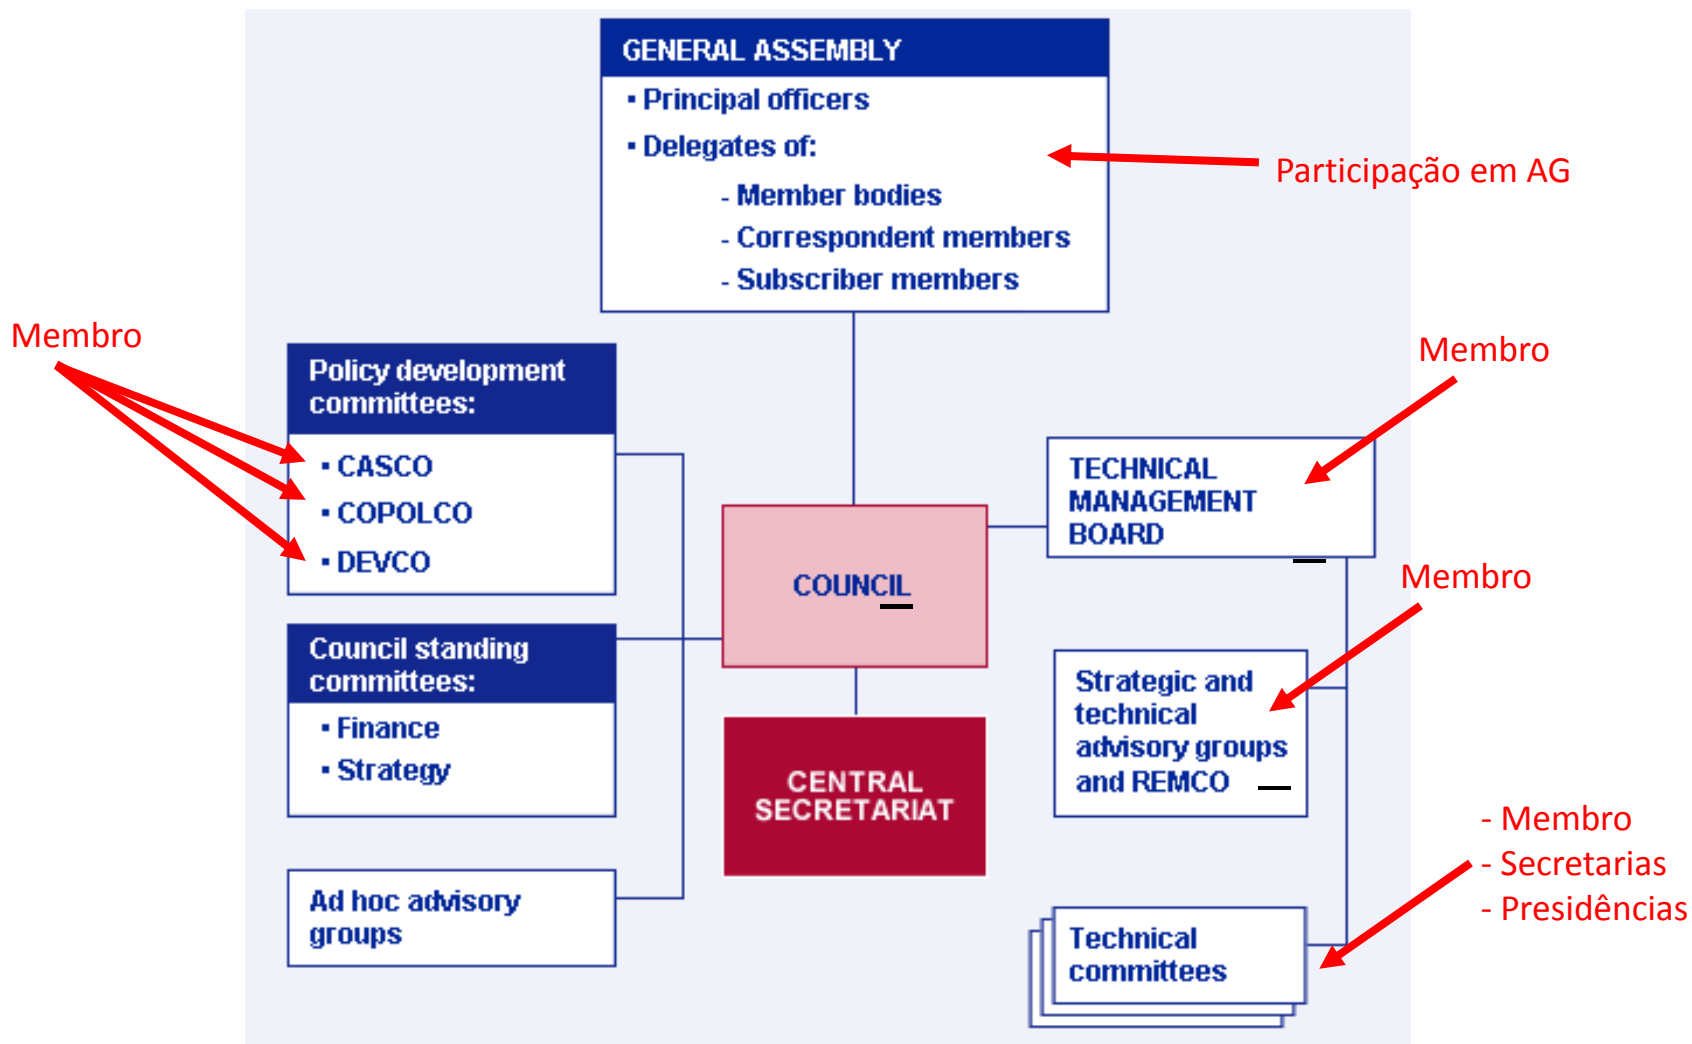 GENERAL ASSEMBLY
▪ Principal officers
▪ Delegates of:
- Member bodies
- Correspondent members
- Subscriber members
Participação em AG
Membro
Policy development
committees:
▪ CASCO
▪ COPOLCO
▪ DEVCO
Membro
TECHNICAL
MANAGEMENT
BOARD
COUNCIL
Membro
Council standing
committees:
▪ Finance
▪ Strategy
Strategic and
technical
advisory groups
and REMCO
CENTRAL
SECRETARIAT
- Membro
- Secretarias
- Presidências
Ad hoc advisory
groups
Technical
committees